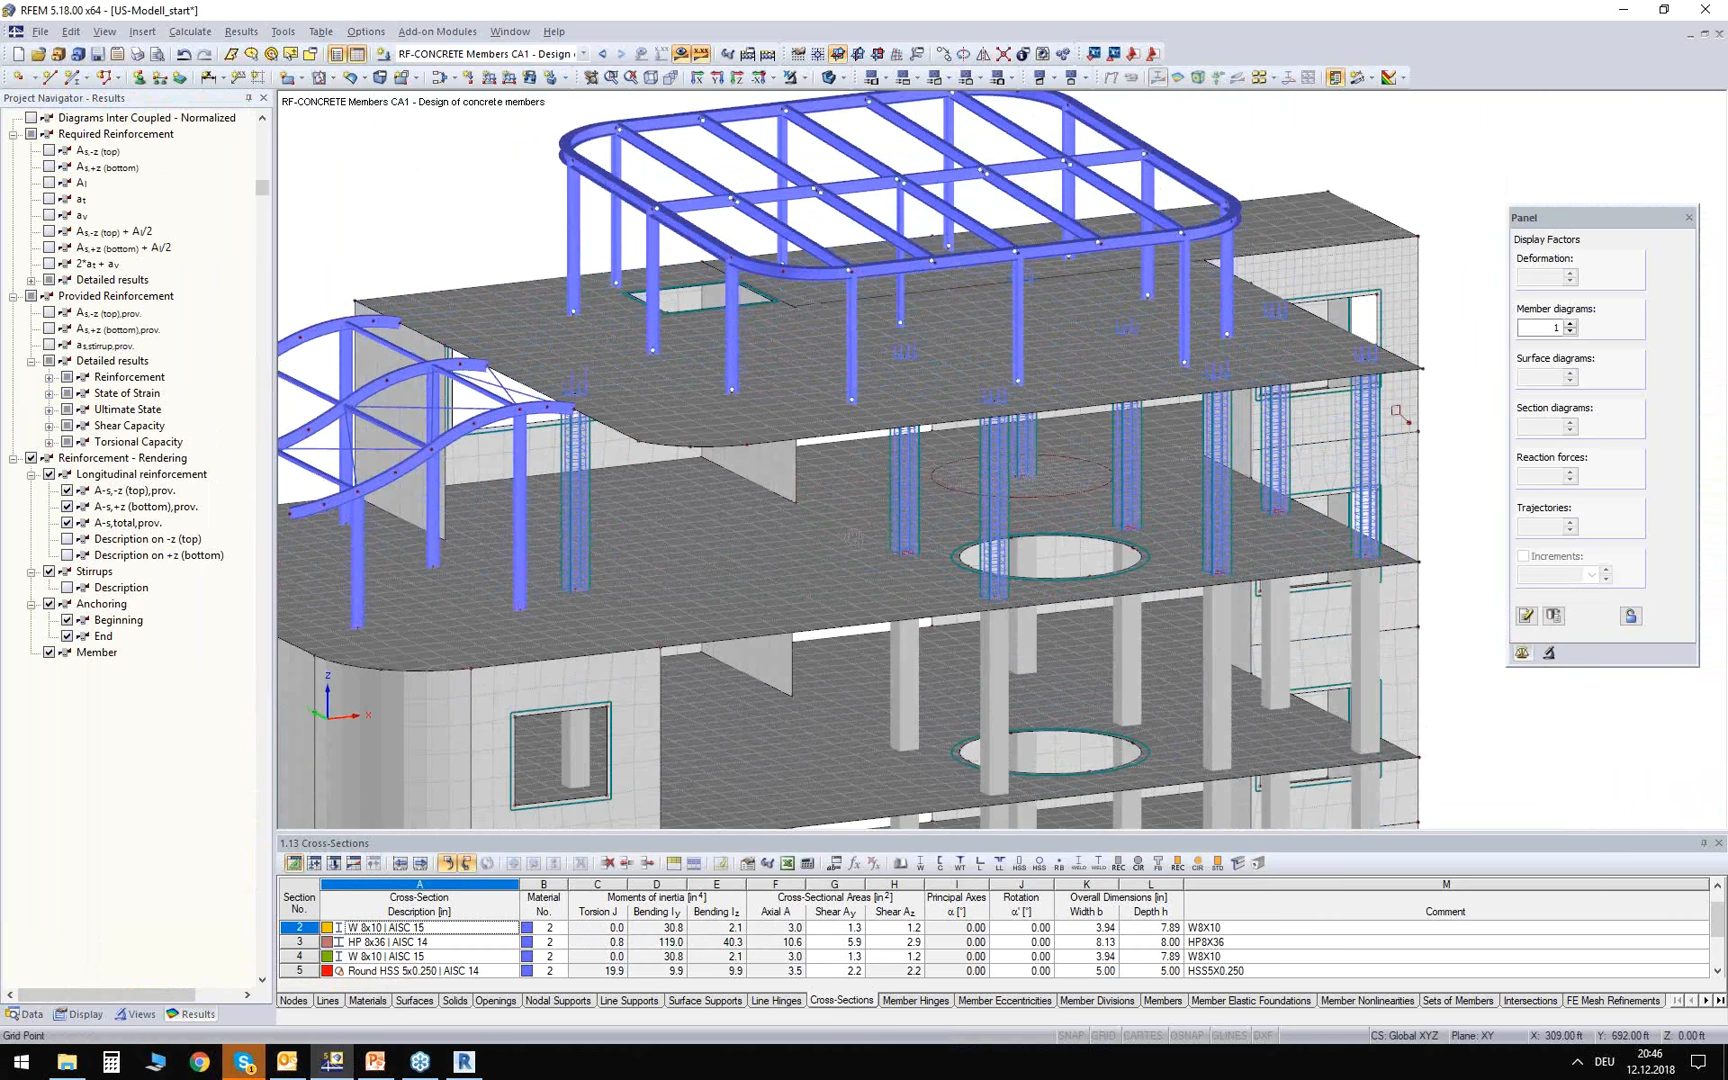 RFEM 5.18.00 x64 - [US-Modell_start*]
File Edit View Insert Calculate Results Tools Table Options Add-on Modules Window Help
RF-CONCRETE Members CA1 - Design
Project Navigator - Results
RF-CONCRETE Members CA1 - Design of concrete members
Diagrams Inter Coupled - Normalized
Required Reinforcement
As,-z (top)
As,+z (bottom)
Al
at
av
As,-z (top) + Al/2
As,+z (bottom) + Al/2
2*at + av
Detailed results
Provided Reinforcement
As,-z (top),prov.
As,+z (bottom),prov.
as,stirrup,prov.
Detailed results
Reinforcement
State of Strain
Ultimate State
Shear Capacity
Torsional Capacity
Reinforcement - Rendering
Longitudinal reinforcement
A-s,-z (top),prov.
A-s,+z (bottom),prov.
A-s,total,prov.
Description on -z (top)
Description on +z (bottom)
Stirrups
Description
Anchoring
Beginning
End
Member
Z
X
Panel
Display Factors
Deformation:
Member diagrams:
1
Surface diagrams:
Section diagrams:
Reaction forces:
Trajectories:
Increments:
1.13 Cross-Sections
A B C D E F G H I J K L M
Section No. Cross-Section Description [in] Material No. Moments of inertia [in4] Torsion J Bending Iy Bending Iz Cross-Sectional Areas [in2] Axial A Shear Ay Shear Az Principal Axes α [°] Rotation α' [°] Overall Dimensions [in] Width b Depth h Comment
2 W 8x10 | AISC 15 2 0.0 30.8 2.1 3.0 1.3 1.2 0.00 0.00 3.94 7.89 W8X10
3 HP 8x36 | AISC 14 2 0.8 119.0 40.3 10.6 5.9 2.9 0.00 0.00 8.13 8.00 HP8X36
4 W 8x10 | AISC 15 2 0.0 30.8 2.1 3.0 1.3 1.2 0.00 0.00 3.94 7.89 W8X10
5 Round HSS 5x0.250 | AISC 14 2 19.9 9.9 9.9 3.5 2.2 2.2 0.00 0.00 5.00 5.00 HSS5X0.250
Nodes Lines Materials Surfaces Solids Openings Nodal Supports Line Supports Surface Supports Line Hinges Cross-Sections Member Hinges Member Eccentricities Member Divisions Members Member Elastic Foundations Member Nonlinearities Sets of Members Intersections FE Mesh Refinements
Data Display Views Results
Grid Point
SNAP GRID CARTES OSNAP GLINES DXF CS: Global XYZ Plane: XY X: 309.00 ft Y: 692.00 ft Z: 0.00 ft
DEU
20:46
12.12.2018